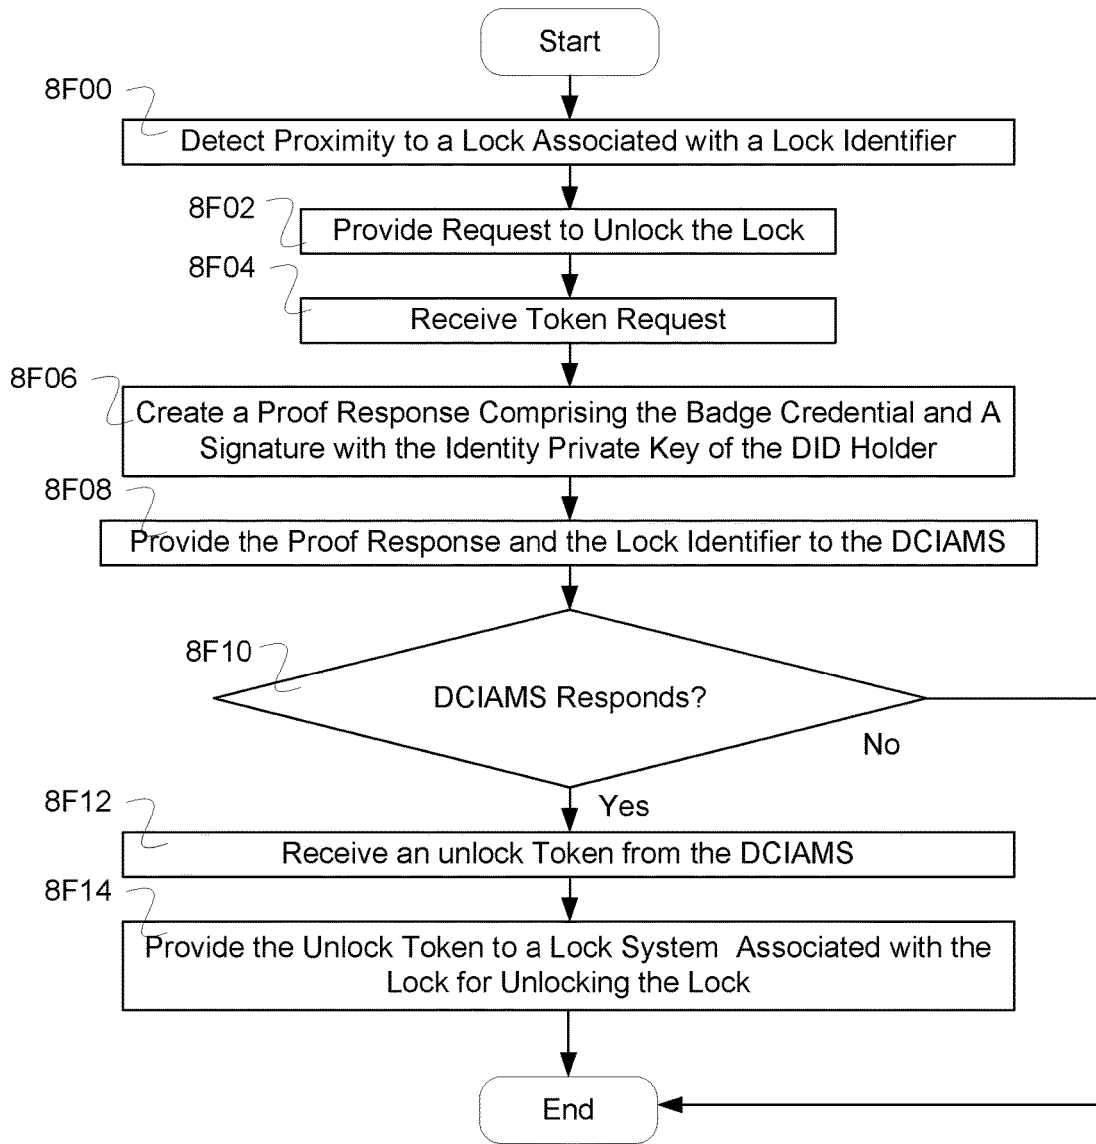 Start
8F00
Detect Proximity to a Lock Associated with a Lock Identifier
8F02
Provide Request to Unlock the Lock
8F04
Receive Token Request
8F06
Create a Proof Response Comprising the Badge Credential and A
Signature with the Identity Private Key of the DID Holder
8F08
Provide the Proof Response and the Lock Identifier to the DCIAMS
8F10
DCIAMS Responds?
No
Yes
8F12
Receive an unlock Token from the DCIAMS
8F14
Provide the Unlock Token to a Lock System Associated with the
Lock for Unlocking the Lock
End